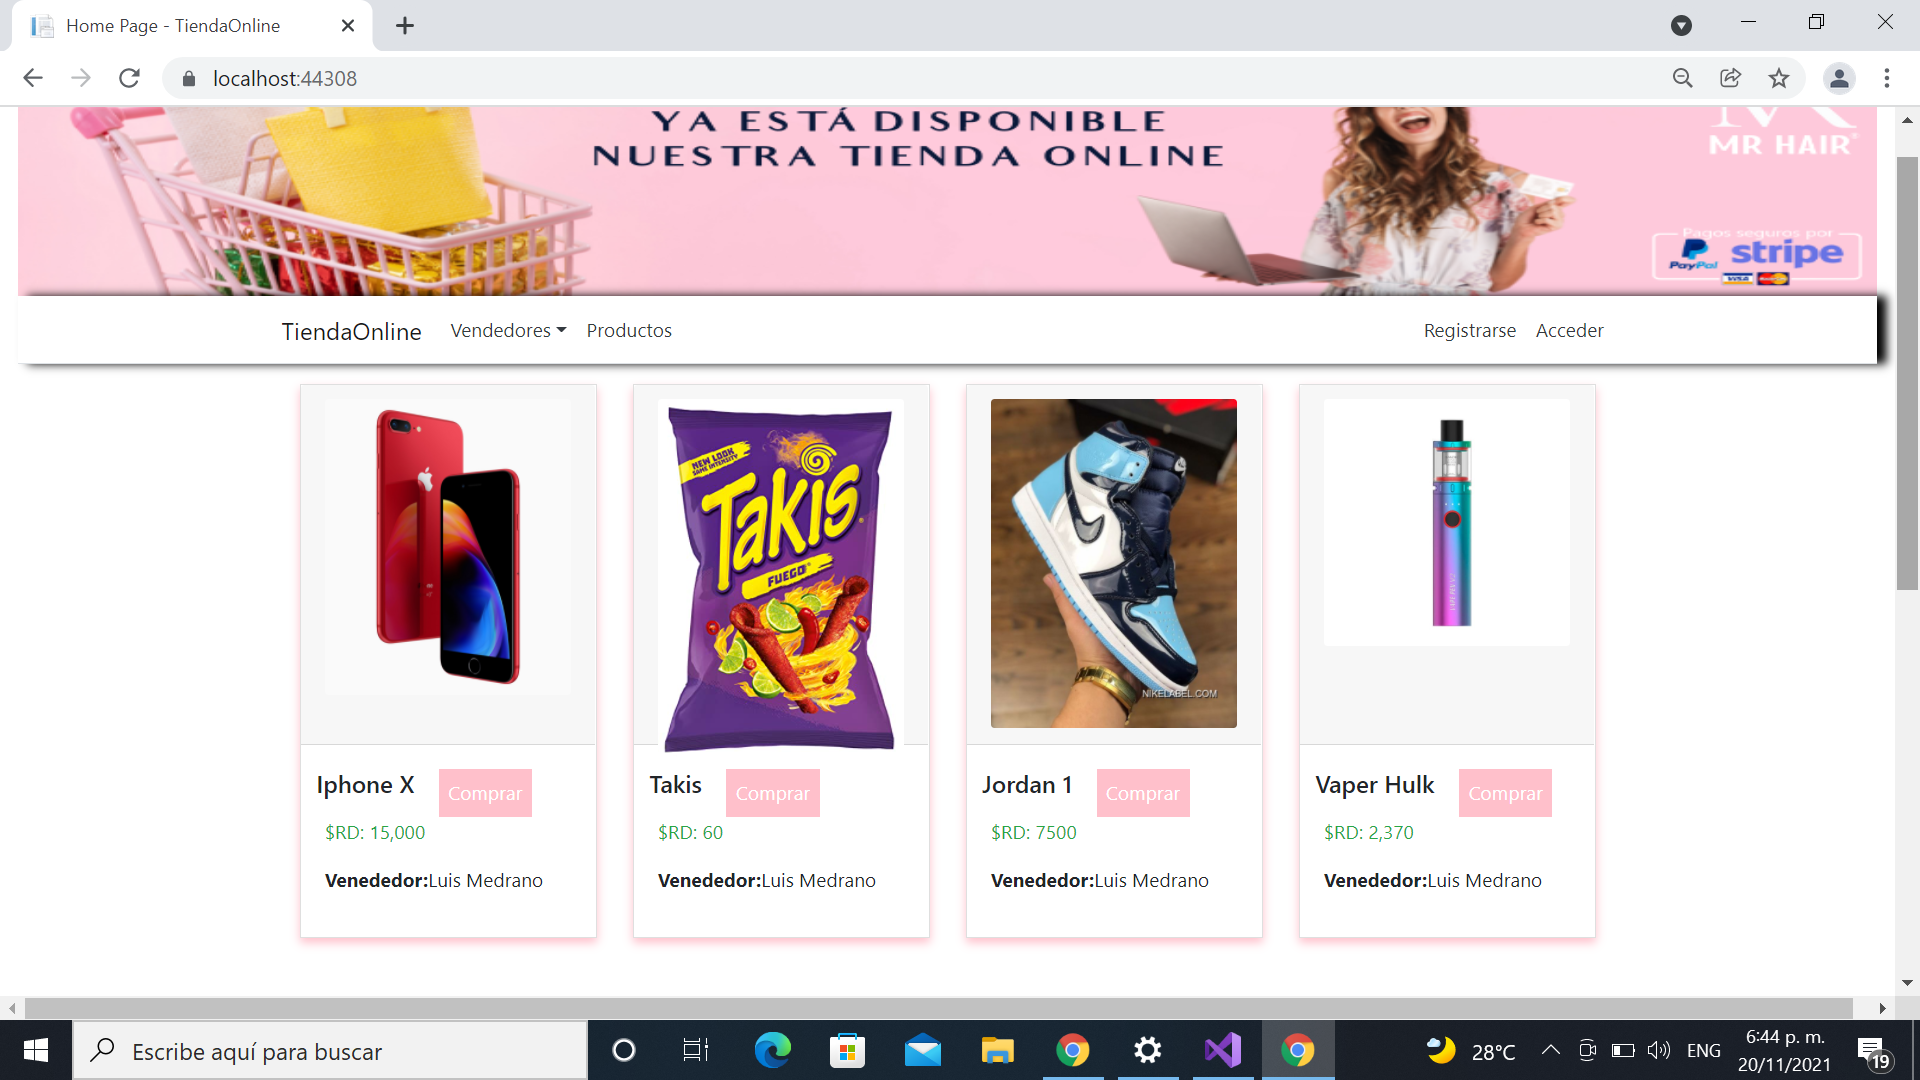 Home Page - TiendaOnline
localhost:44308
YA ESTÁ DISPONIBLE
NUESTRA TIENDA ONLINE
MR HAIR
Pagos seguros por
PayPal stripe
VISA
TiendaOnline Vendedores Productos Registrarse Acceder
NEW LOOK
SAME INTENSITY
Takis
FUEGO
NIKELABEL.COM
Iphone X Comprar
$RD: 15,000
Venededor:Luis Medrano
Takis Comprar
$RD: 60
Venededor:Luis Medrano
Jordan 1 Comprar
$RD: 7500
Venededor:Luis Medrano
Vaper Hulk Comprar
$RD: 2,370
Venededor:Luis Medrano
Escribe aquí para buscar
28°C
ENG
6:44 p. m.
20/11/2021
19